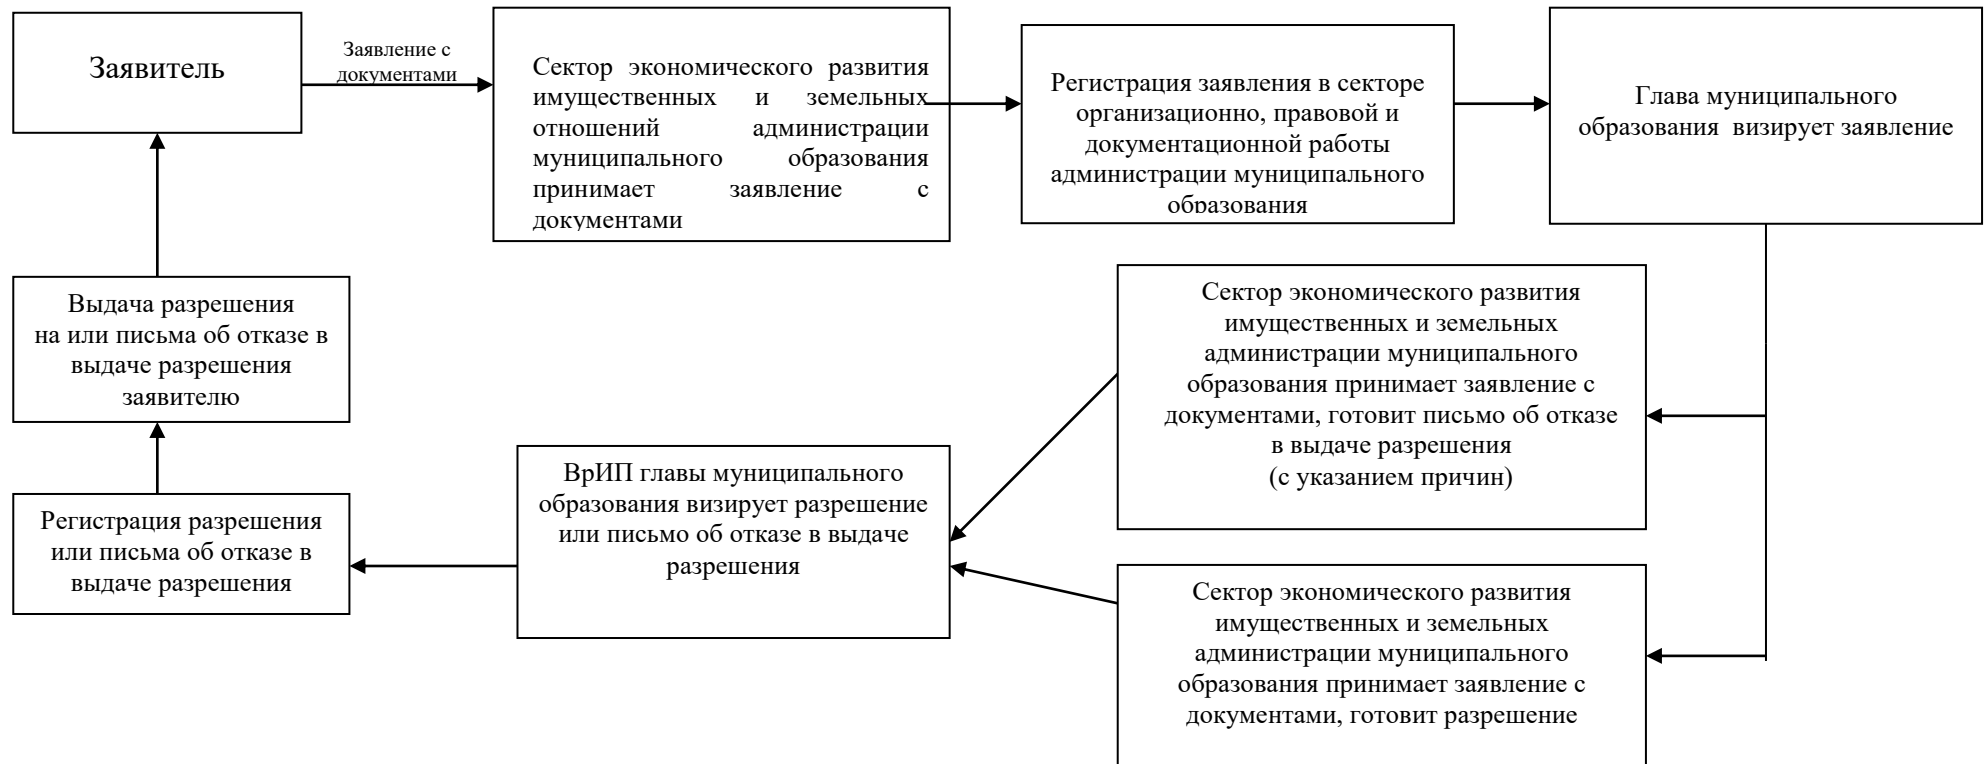 Заявитель
Заявление с
документами
Сектор экономического развития
имущественных и земельных
отношений администрации
муниципального образования
принимает заявление с
документами
Регистрация заявления в секторе
организационно, правовой и
документационной работы
администрации муниципального
образования
Глава муниципального
образования визирует заявление
Сектор экономического развития
имущественных и земельных
администрации муниципального
образования принимает заявление с
документами, готовит письмо об отказе
в выдаче разрешения
(с указанием причин)
Сектор экономического развития
имущественных и земельных
администрации муниципального
образования принимает заявление с
документами, готовит разрешение
ВрИП главы муниципального
образования визирует разрешение
или письмо об отказе в выдаче
разрешения
Регистрация разрешения
или письма об отказе в
выдаче разрешения
Выдача разрешения
на или письма об отказе в
выдаче разрешения
заявителю